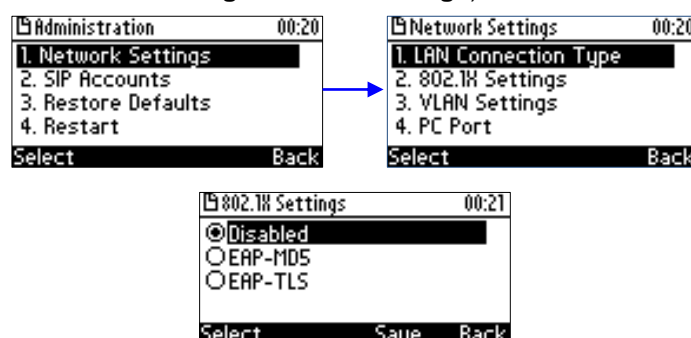 Administration 00:20
1. Network Settings
2. SIP Accounts
3. Restore Defaults
4. Restart
Select Back
Network Settings 00:20
1. LAN Connection Type
2. 802.1X Settings
3. VLAN Settings
4. PC Port
Select Back
802.1X Settings 00:21
Disabled
EAP-MD5
EAP-TLS
Select Save Back